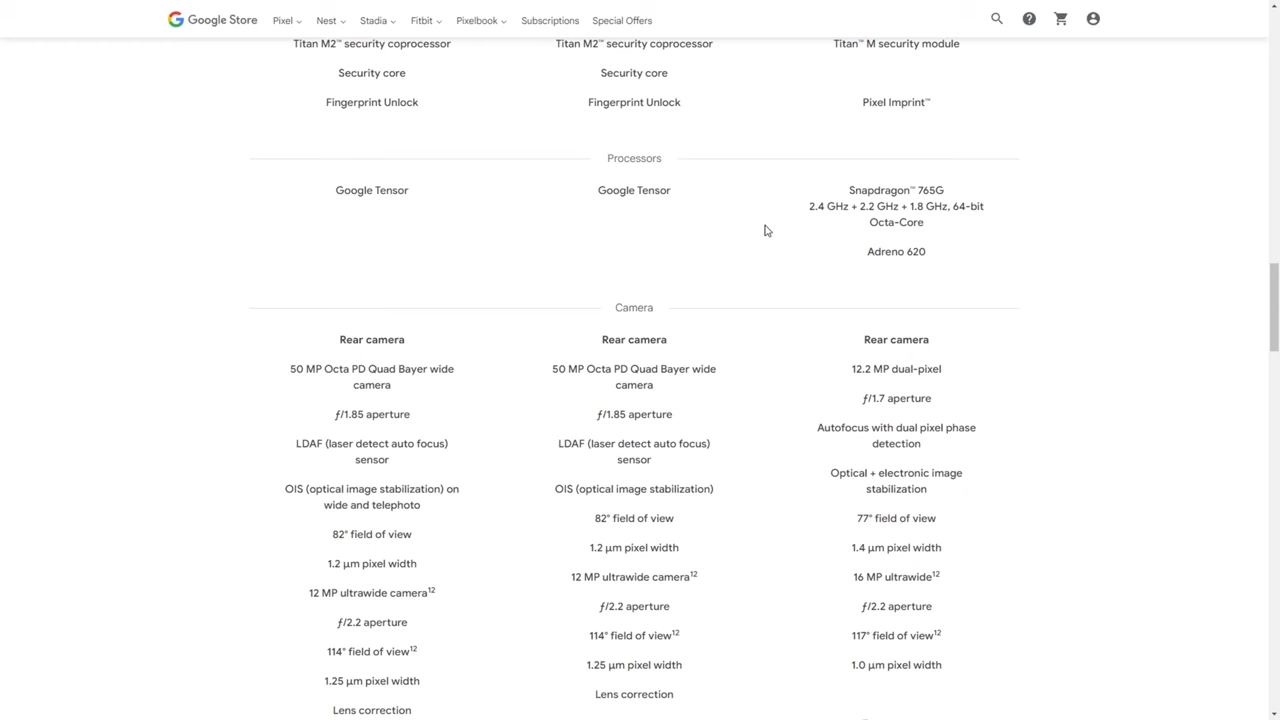 Google Store Pixel Nest Stadia Fitbit Pixelbook Subscriptions Special Offers
Titan M2™ security coprocessor Titan M2™ security coprocessor Titan™ M security module
Security core Security core
Fingerprint Unlock Fingerprint Unlock Pixel Imprint™
Processors
Google Tensor Google Tensor Snapdragon™ 765G
2.4 GHz + 2.2 GHz + 1.8 GHz, 64-bit
Octa-Core
Adreno 620
Camera
Rear camera
50 MP Octa PD Quad Bayer wide
camera
ƒ/1.85 aperture
LDAF (laser detect auto focus)
sensor
OIS (optical image stabilization) on
wide and telephoto
82° field of view
1.2 μm pixel width
12 MP ultrawide camera¹²
ƒ/2.2 aperture
114° field of view¹²
1.25 μm pixel width
Lens correction
Rear camera
50 MP Octa PD Quad Bayer wide
camera
ƒ/1.85 aperture
LDAF (laser detect auto focus)
sensor
OIS (optical image stabilization)
82° field of view
1.2 μm pixel width
12 MP ultrawide camera¹²
ƒ/2.2 aperture
114° field of view¹²
1.25 μm pixel width
Lens correction
Rear camera
12.2 MP dual-pixel
ƒ/1.7 aperture
Autofocus with dual pixel phase
detection
Optical + electronic image
stabilization
77° field of view
1.4 μm pixel width
16 MP ultrawide¹²
ƒ/2.2 aperture
117° field of view¹²
1.0 μm pixel width